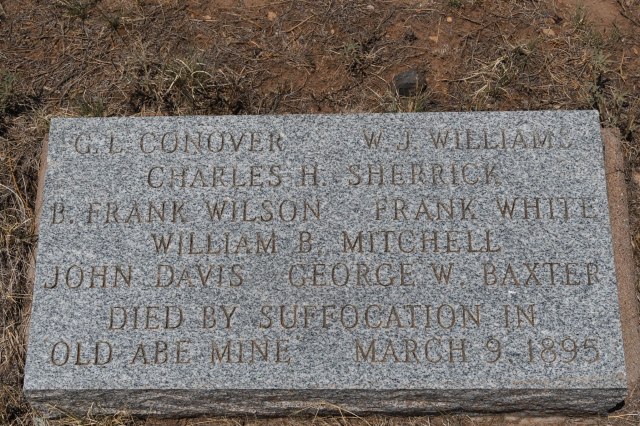 G. L. CONOVER W. J. WILLIAMS
CHARLES H. SHERRICK
B. FRANK WILSON FRANK WHITE
WILLIAM B. MITCHELL
JOHN DAVIS GEORGE W. BAXTER
DIED BY SUFFOCATION IN
OLD ABE MINE MARCH 9, 1895